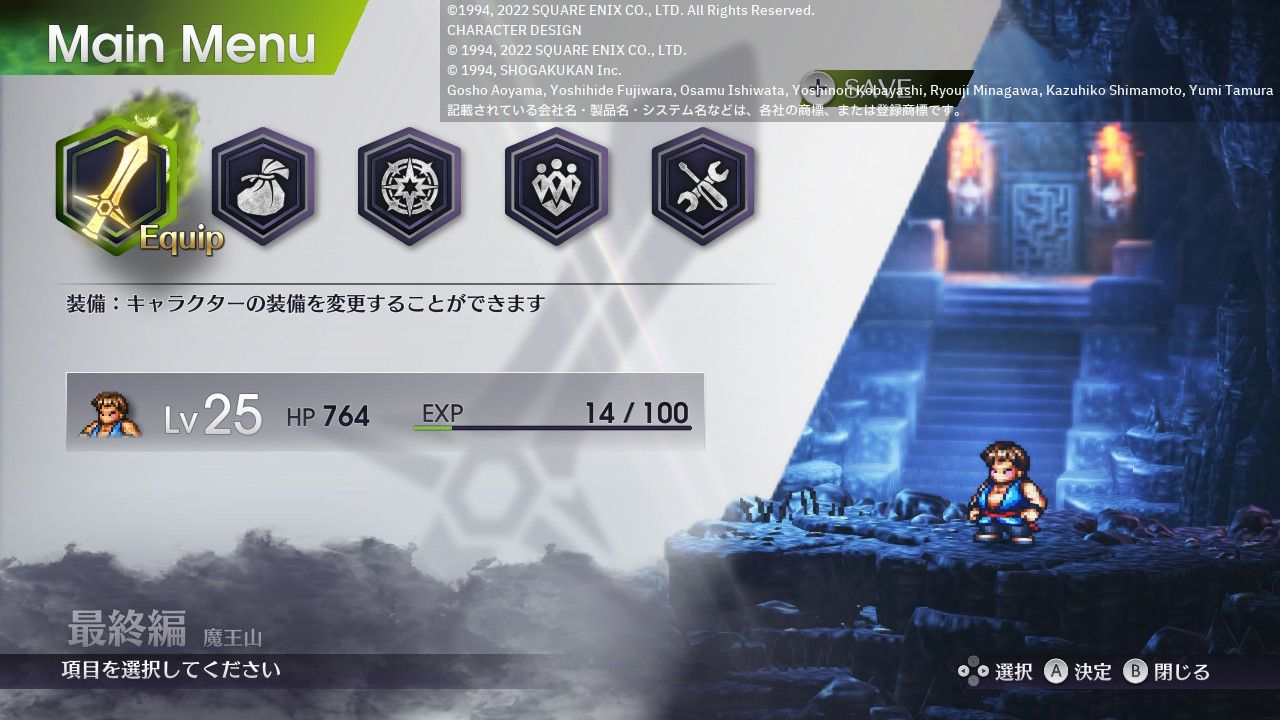 Main Menu
©1994, 2022 SQUARE ENIX CO., LTD. All Rights Reserved.
CHARACTER DESIGN
© 1994, 2022 SQUARE ENIX CO., LTD.
© 1994, SHOGAKUKAN Inc.
SAVE
Gosho Aoyama, Yoshihide Fujiwara, Osamu Ishiwata, Yoshinori Kobayashi, Ryouji Minagawa, Kazuhiko Shimamoto, Yumi Tamura
記載されている会社名・製品名・システム名などは、各社の商標、または登録商標です。
Equip
装備：キャラクターの装備を変更することができます
Lv 25 HP 764 EXP 14 / 100
最終編 魔王山
項目を選択してください
選択 A 決定 B 閉じる